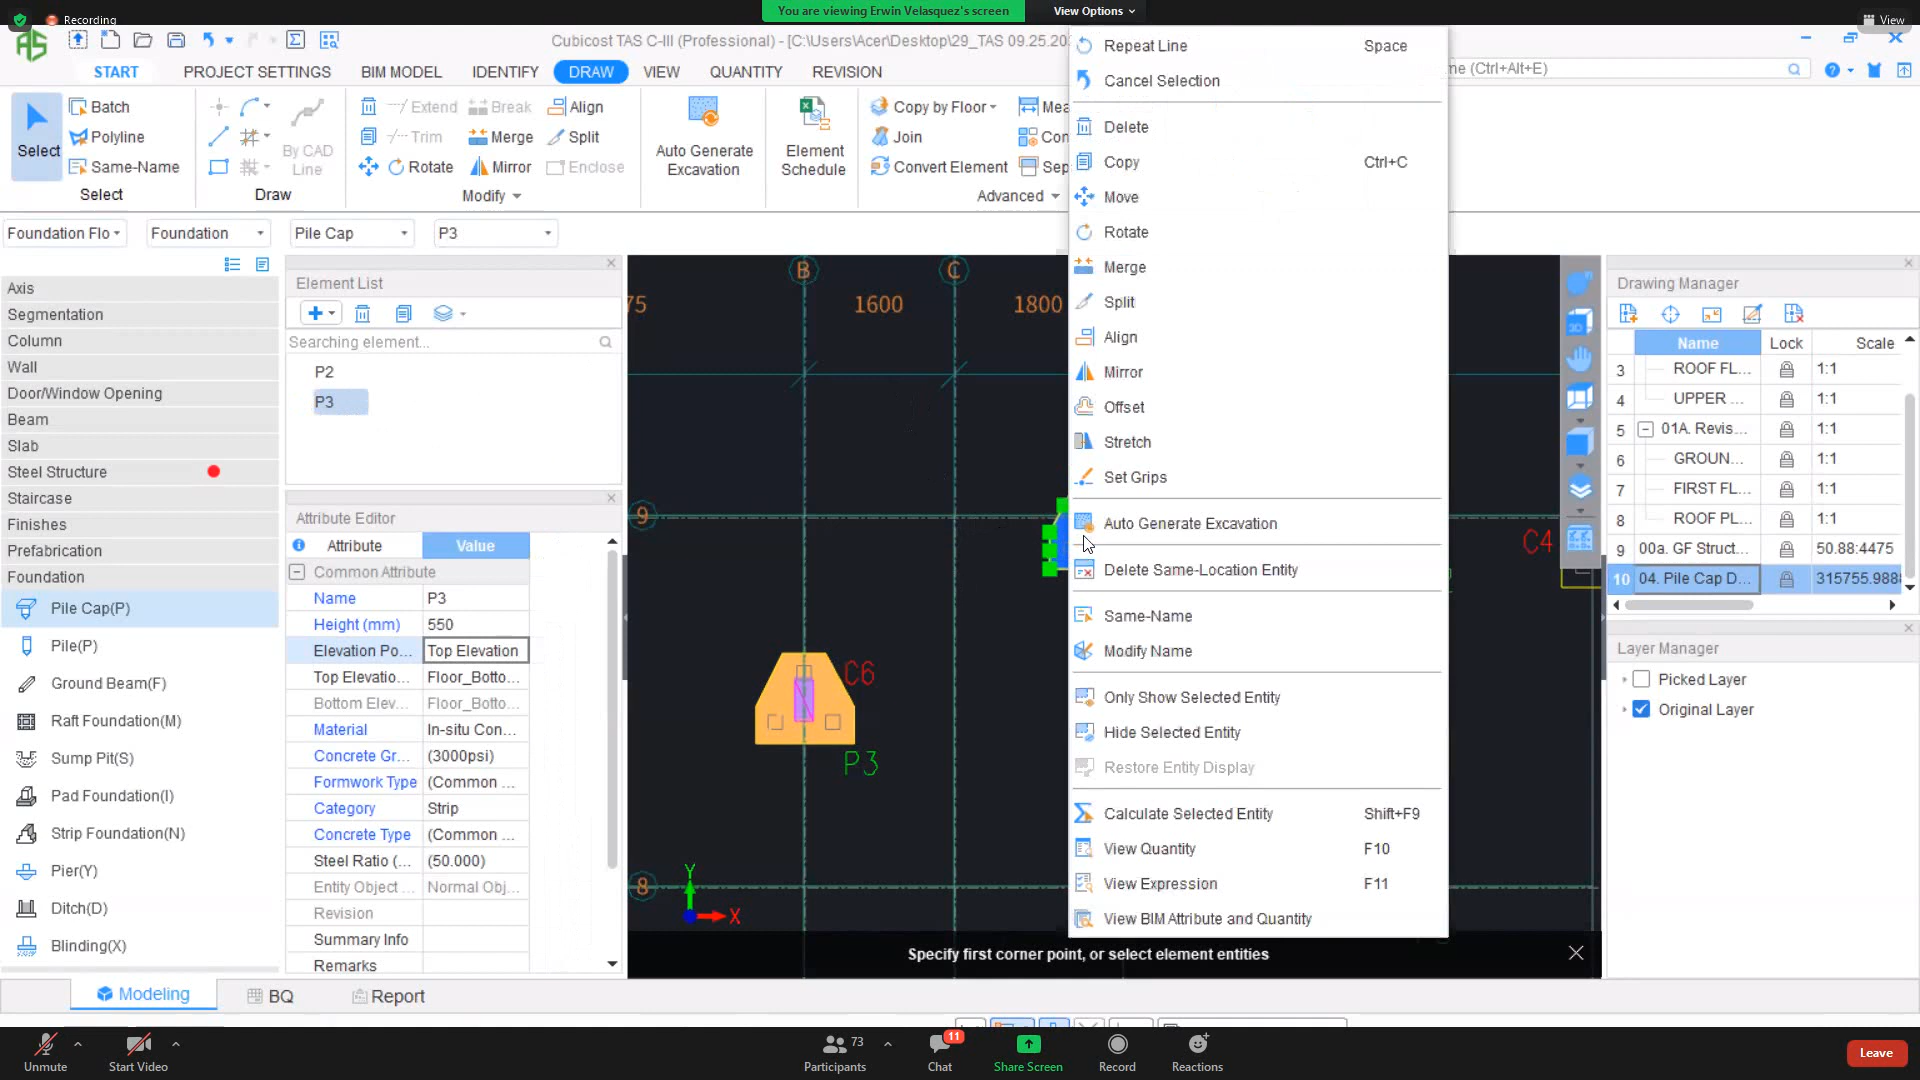 Recording
You are viewing Erwin Velasquez's screen
View Options
View
Cubicost TAS C-III (Professional) - [C:\Users\Acer\Desktop\29_TAS 09.25.20
me (Ctrl+Alt+E)
START
PROJECT SETTINGS
BIM MODEL
IDENTIFY
DRAW
VIEW
QUANTITY
REVISION
Select
Batch
Polyline
Same-Name
Select
By CAD
Line
Draw
Extend
Break
Align
Trim
Merge
Split
Rotate
Mirror
Enclose
Modify
Auto Generate
Excavation
Element
Schedule
Copy by Floor
Join
Convert Element
Mea
Con
Sep
Advanced
Foundation Flo
Foundation
Pile Cap
P3
Axis
Segmentation
Column
Wall
Door/Window Opening
Beam
Slab
Steel Structure
Staircase
Finishes
Prefabrication
Foundation
Pile Cap(P)
Pile(P)
Ground Beam(F)
Raft Foundation(M)
Sump Pit(S)
Pad Foundation(I)
Strip Foundation(N)
Pier(Y)
Ditch(D)
Blinding(X)
Element List
Searching element...
P2
P3
Attribute Editor
Attribute Value
Common Attribute
Name P3
Height (mm) 550
Elevation Po... Top Elevation
Top Elevatio... Floor_Botto...
Bottom Elev... Floor_Botto...
Material In-situ Con...
Concrete Gr... (3000psi)
Formwork Type (Common ...
Category Strip
Concrete Type (Common ...
Steel Ratio (... (50.000)
Entity Object ... Normal Obj...
Revision
Summary Info
Remarks
B
C
75
1600
1800
9
C4
C6
P3
8
Y
X
Repeat Line Space
Cancel Selection
Delete
Copy Ctrl+C
Move
Rotate
Merge
Split
Align
Mirror
Offset
Stretch
Set Grips
Auto Generate Excavation
Delete Same-Location Entity
Same-Name
Modify Name
Only Show Selected Entity
Hide Selected Entity
Restore Entity Display
Calculate Selected Entity Shift+F9
View Quantity F10
View Expression F11
View BIM Attribute and Quantity
Specify first corner point, or select element entities
Drawing Manager
3D
Name Lock Scale
3 ROOF FL... 1:1
4 UPPER ... 1:1
5 01A. Revis... 1:1
6 GROUN... 1:1
7 FIRST FL... 1:1
8 ROOF PL... 1:1
9 00a. GF Struct... 50.88:4475
10 04. Pile Cap D... 315755.988
Layer Manager
Picked Layer
Original Layer
Modeling
BQ
Report
Unmute
Start Video
73
Participants
11
Chat
Share Screen
Record
Reactions
Leave